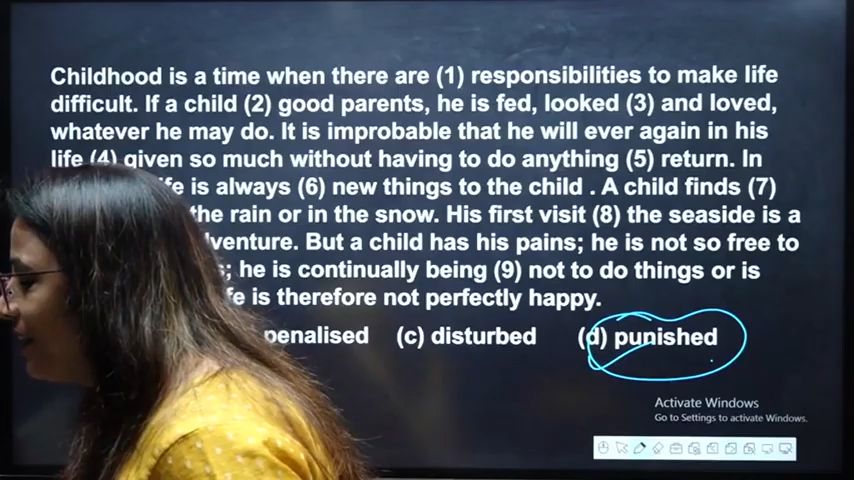 Childhood is a time when there are (1) responsibilities to make life
difficult. If a child (2) good parents, he is fed, looked (3) and loved,
whatever he may do. It is improbable that he will ever again in his
life (4) given so much without having to do anything (5) return. In
life is always (6) new things to the child . A child finds (7)
the rain or in the snow. His first visit (8) the seaside is a
adventure. But a child has his pains; he is not so free to
; he is continually being (9) not to do things or is
life is therefore not perfectly happy.
penalised (c) disturbed (d) punished
Activate Windows
Go to Settings to activate Windows.